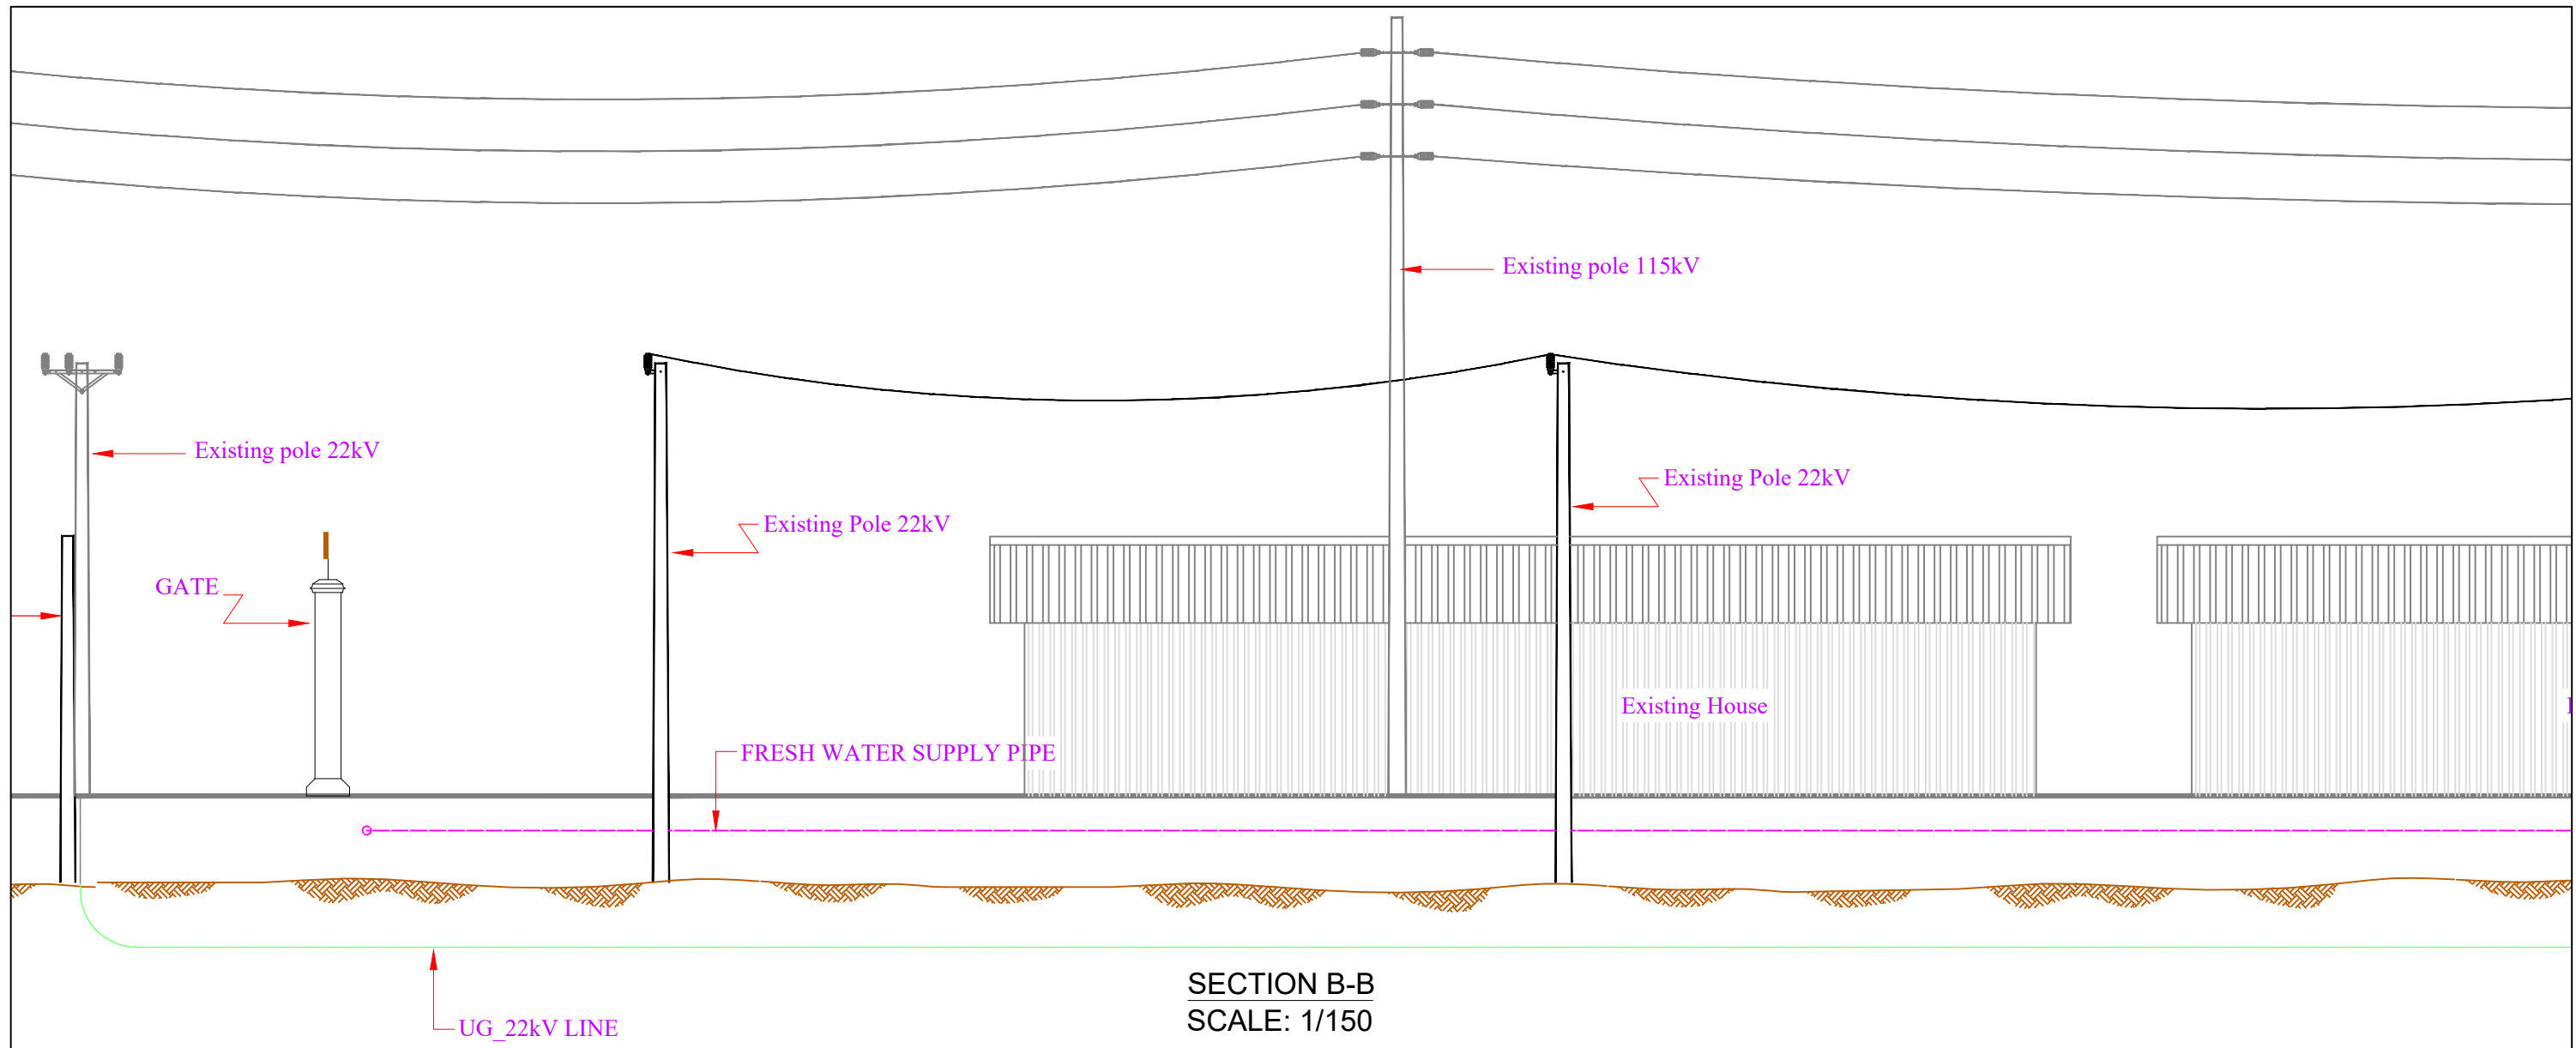 Existing pole 115kV
Existing pole 22kV
Existing Pole 22kV
Existing Pole 22kV
GATE
Existing House
FRESH WATER SUPPLY PIPE
SECTION B-B
SCALE: 1/150
UG_22kV LINE